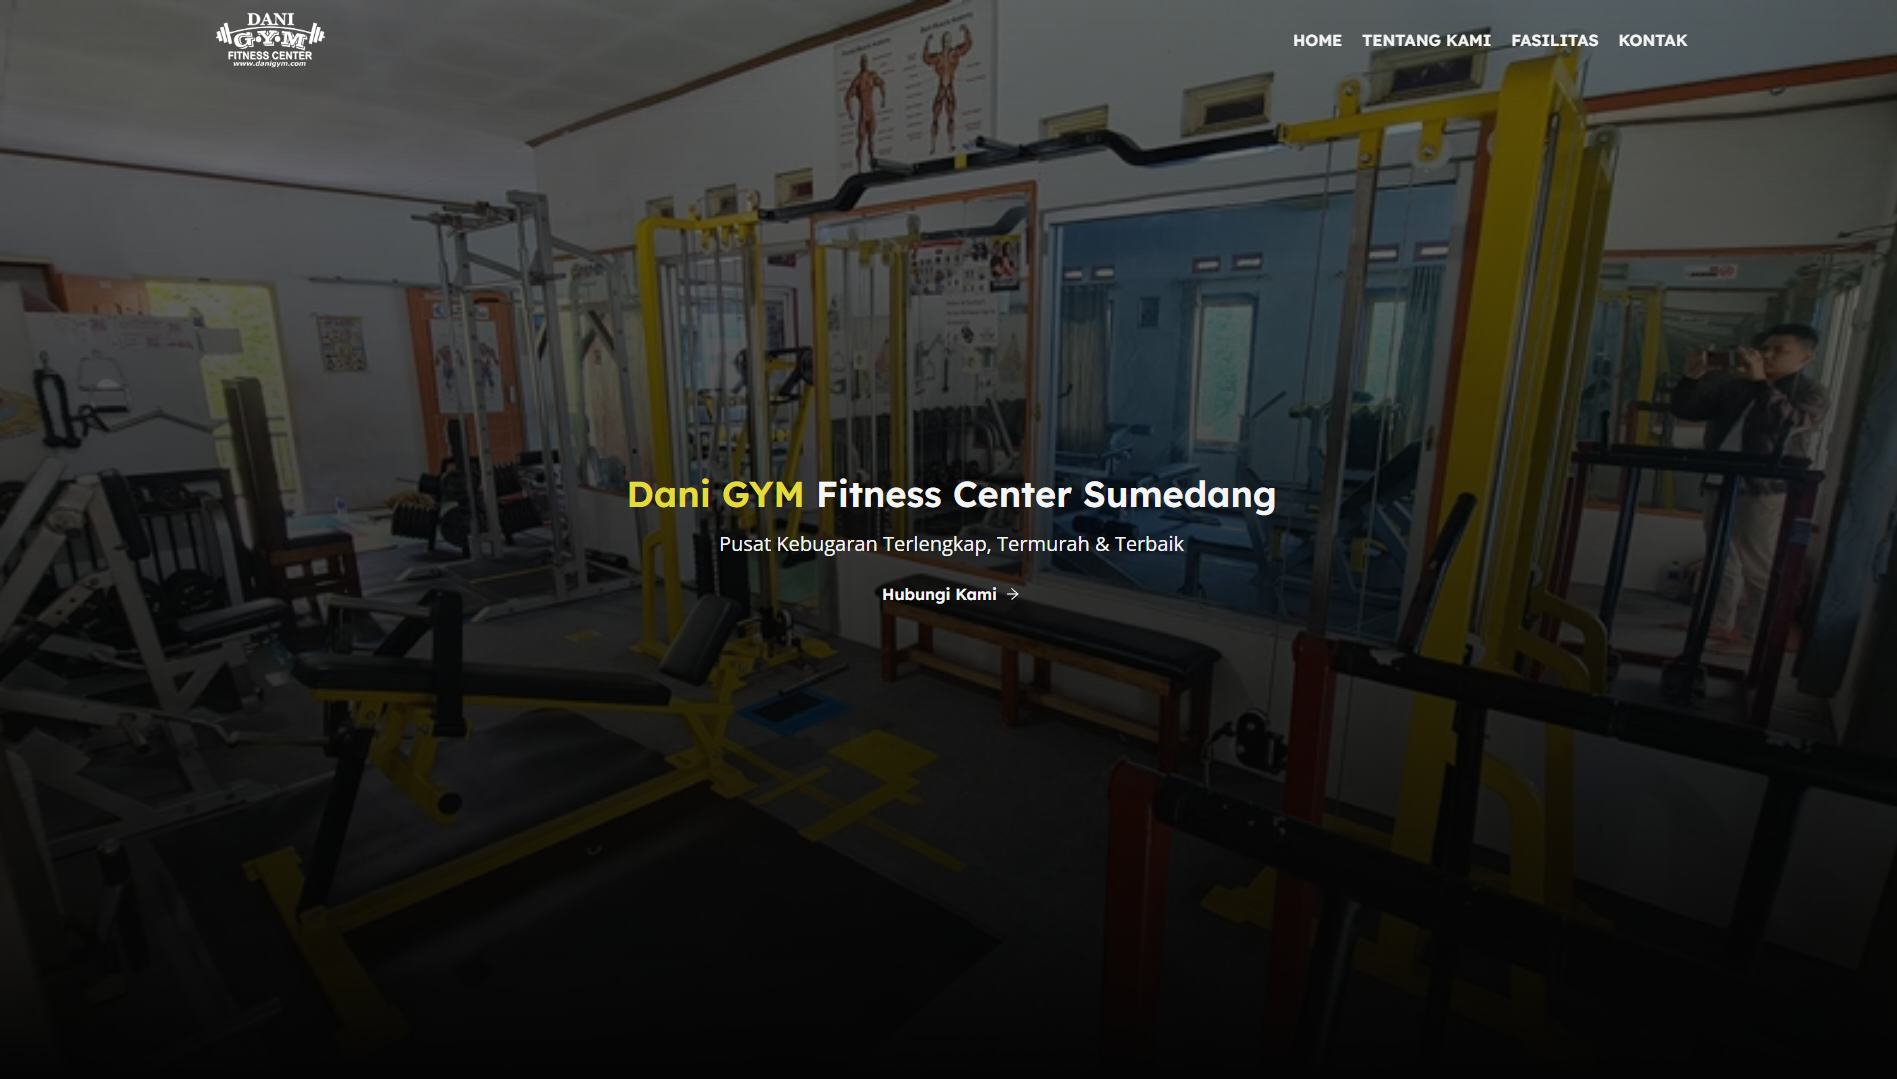 DANI
G·Y·M
FITNESS CENTER
www.danigym.com
HOME TENTANG KAMI FASILITAS KONTAK
Dani GYM Fitness Center Sumedang
Pusat Kebugaran Terlengkap, Termurah & Terbaik
Hubungi Kami →